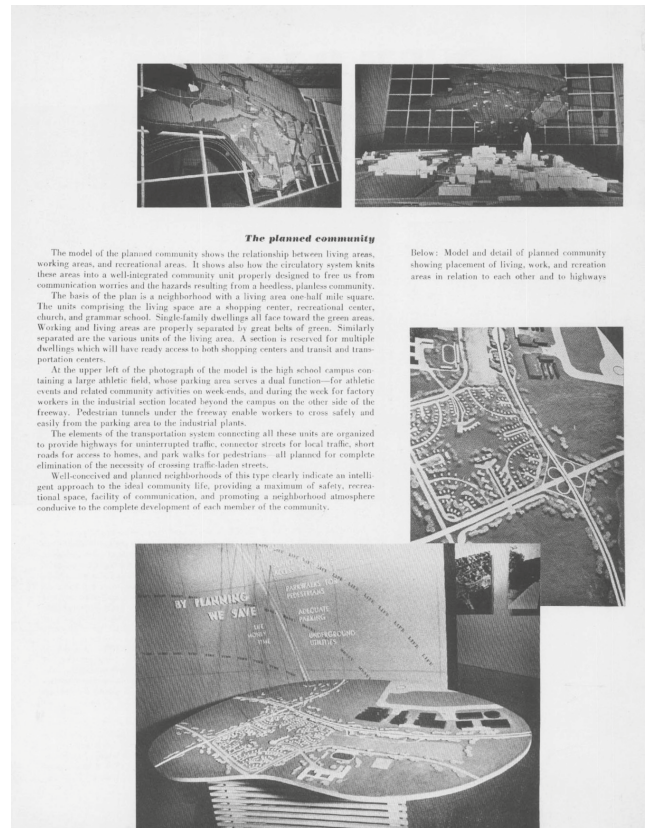 The planned community
The model of the planned community shows the relationship between living areas,
working areas, and recreational areas. It shows also how the circulatory system knits
these areas into a well-integrated community unit properly designed to free us from
communication worries and the hazards resulting from a heedless, planless community.
The basis of the plan is a neighborhood with a living area one-half mile square.
The units comprising the living space are a shopping center, recreational center,
church, and grammar school. Single-family dwellings all face toward the green areas.
Working and living areas are properly separated by great belts of green. Similarly
separated are the various units of the living area. A section is reserved for multiple
dwellings which will have ready access to both shopping centers and transit and trans-
portation centers.
At the upper left of the photograph of the model is the high school campus con-
taining a large athletic field, whose parking area serves a dual function—for athletic
events and related community activities on week-ends, and during the week for factory
workers in the industrial section located beyond the campus on the other side of the
freeway. Pedestrian tunnels under the freeway enable workers to cross safely and
easily from the parking area to the industrial plants.
The elements of the transportation system connecting all these units are organized
to provide highways for uninterrupted traffic, connector streets for local traffic, short
roads for access to homes, and park walks for pedestrians—all planned for complete
elimination of the necessity of crossing traffic-laden streets.
Well-conceived and planned neighborhoods of this type clearly indicate an intelli-
gent approach to the ideal community life, providing a maximum of safety, recrea-
tional space, facility of communication, and promoting a neighborhood atmosphere
conducive to the complete development of each member of the community.
Below: Model and detail of planned community
showing placement of living, work, and recreation
areas in relation to each other and to highways
BY PLANNING
WE SAVE
LIFE
MONEY
TIME
PARKWALKS FOR
PEDESTRIANS
ADEQUATE
PARKING
UNDERGROUND
UTILITIES
LIFE LIFE LIFE LIFE LIFE LIFE